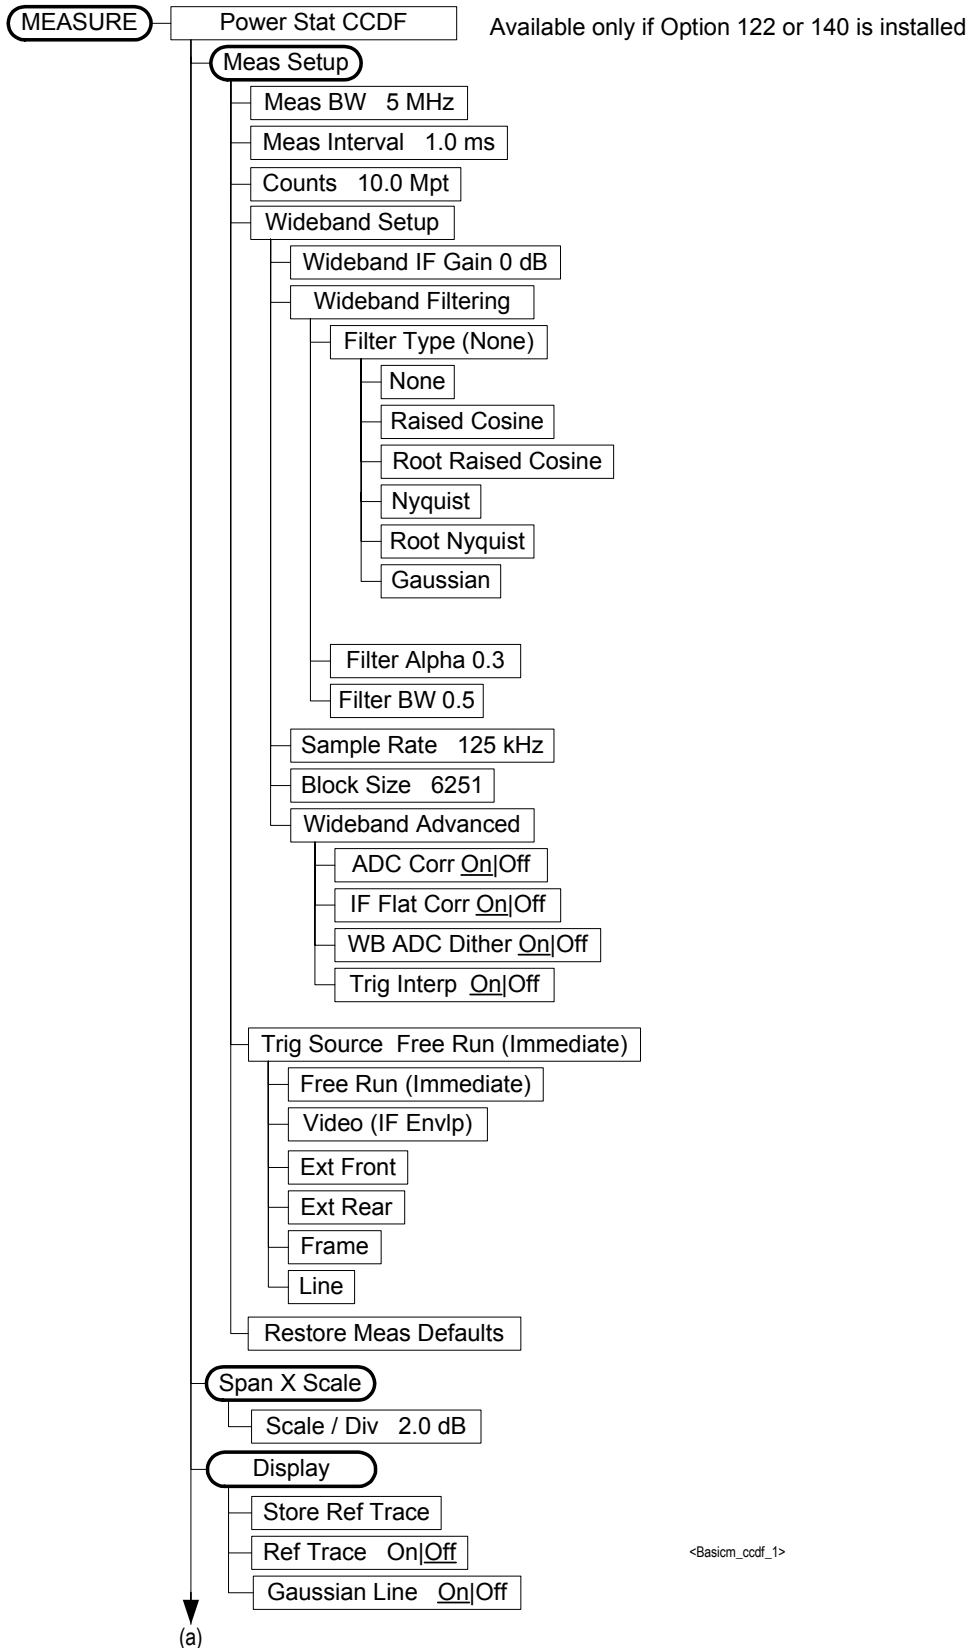 MEASURE Power Stat CCDF Available only if Option 122 or 140 is installed
Meas Setup
Meas BW 5 MHz
Meas Interval 1.0 ms
Counts 10.0 Mpt
Wideband Setup
Wideband IF Gain 0 dB
Wideband Filtering
Filter Type (None)
None
Raised Cosine
Root Raised Cosine
Nyquist
Root Nyquist
Gaussian
Filter Alpha 0.3
Filter BW 0.5
Sample Rate 125 kHz
Block Size 6251
Wideband Advanced
ADC Corr On|Off
IF Flat Corr On|Off
WB ADC Dither On|Off
Trig Interp On|Off
Trig Source Free Run (Immediate)
Free Run (Immediate)
Video (IF Envlp)
Ext Front
Ext Rear
Frame
Line
Restore Meas Defaults
Span X Scale
Scale / Div 2.0 dB
Display
Store Ref Trace
Ref Trace On|Off
<Basicm_ccdf_1>
Gaussian Line On|Off
(a)